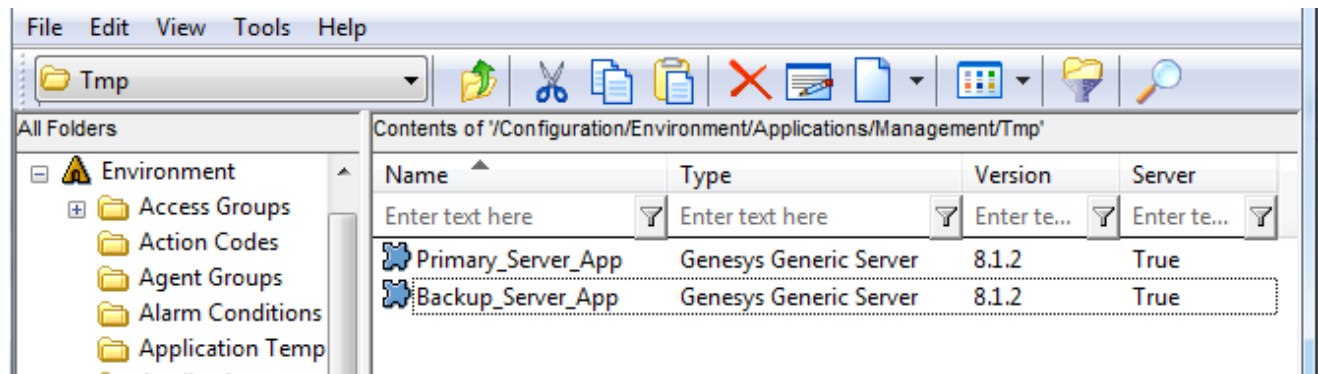 File Edit View Tools Help
Tmp
All Folders
Contents of '/Configuration/Environment/Applications/Management/Tmp'
Environment
Access Groups
Action Codes
Agent Groups
Alarm Conditions
Application Temp
Name Type Version Server
Enter text here Enter text here Enter te... Enter te...
Primary_Server_App Genesys Generic Server 8.1.2 True
Backup_Server_App Genesys Generic Server 8.1.2 True